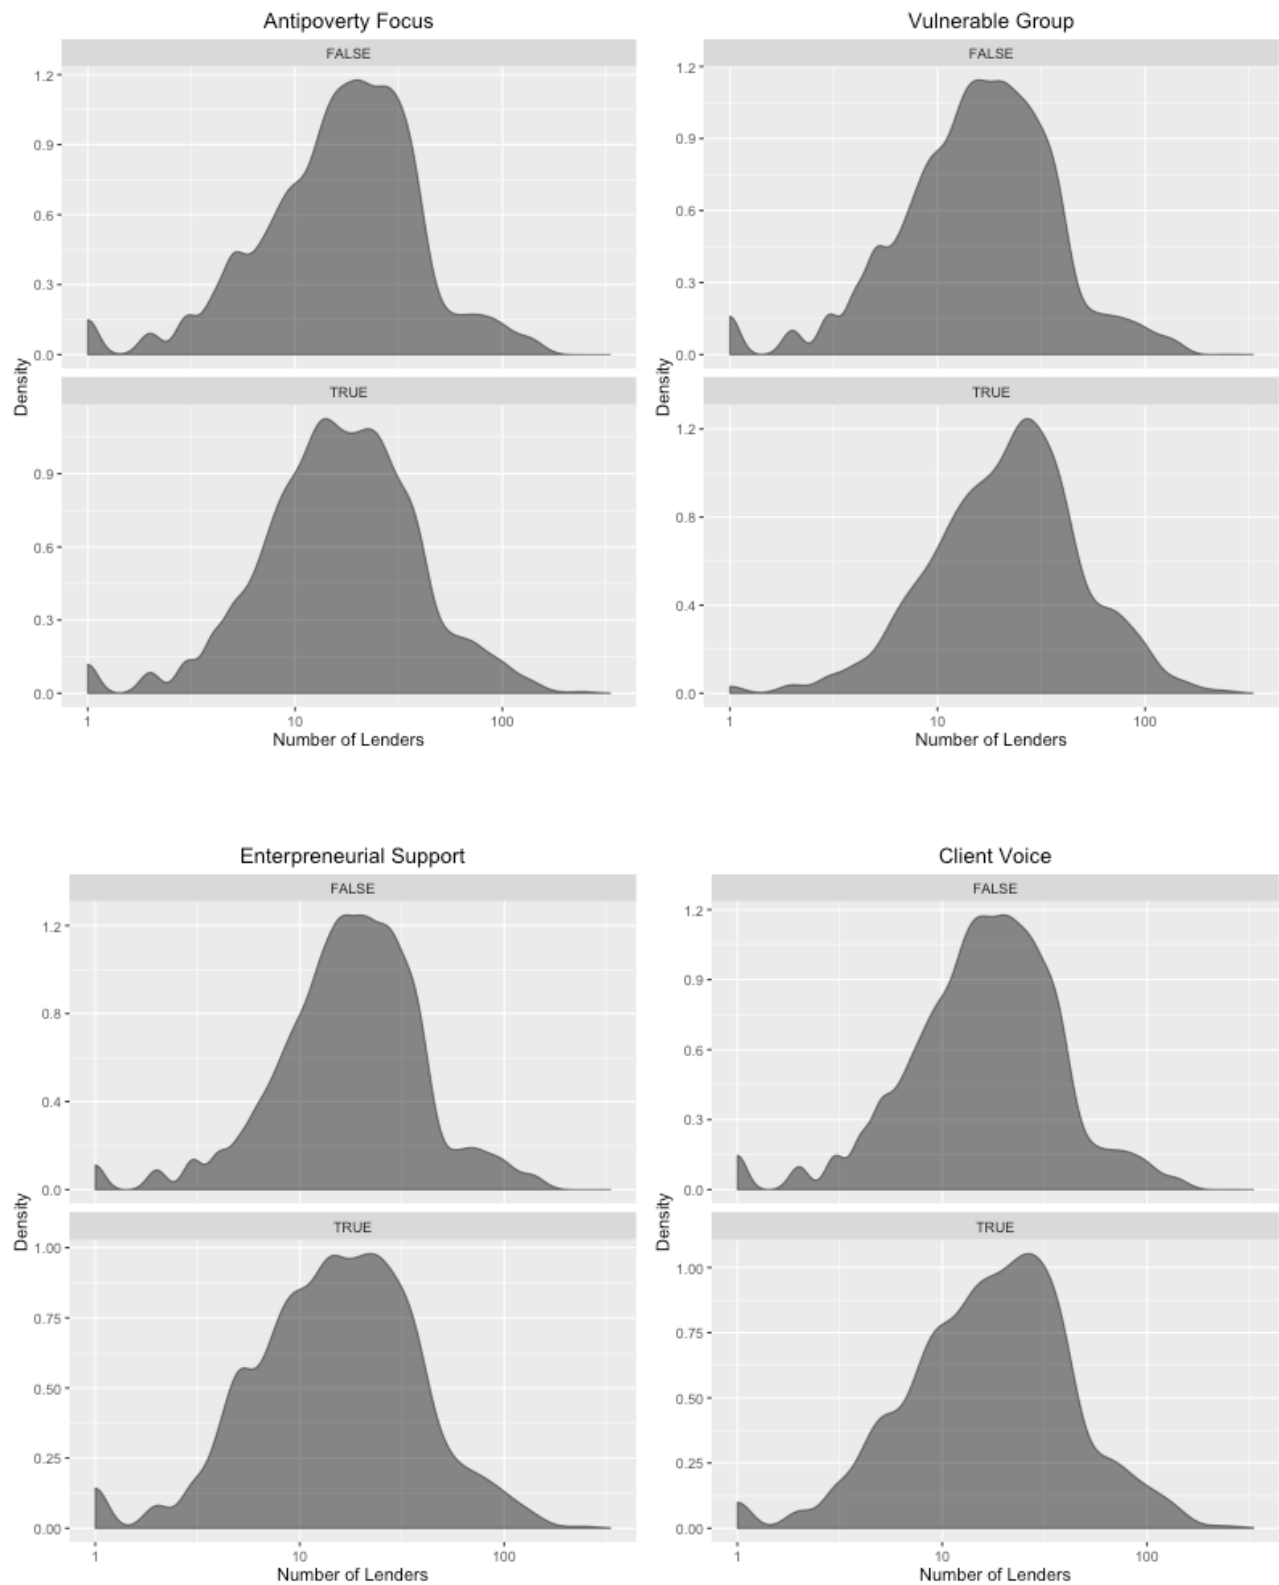 Antipoverty Focus
FALSE
1.2
0.9
0.6
0.3
0.0
TRUE
0.9
0.6
0.3
0.0
1 10 100
Number of Lenders
Density
Vulnerable Group
FALSE
1.2
0.9
0.6
0.3
0.0
TRUE
1.2
0.8
0.4
0.0
1 10 100
Number of Lenders
Density
Enterpreneurial Support
FALSE
1.2
0.8
0.4
0.0
TRUE
1.00
0.75
0.50
0.25
0.00
1 10 100
Number of Lenders
Density
Client Voice
FALSE
1.2
0.9
0.6
0.3
0.0
TRUE
1.00
0.75
0.50
0.25
0.00
1 10 100
Number of Lenders
Density